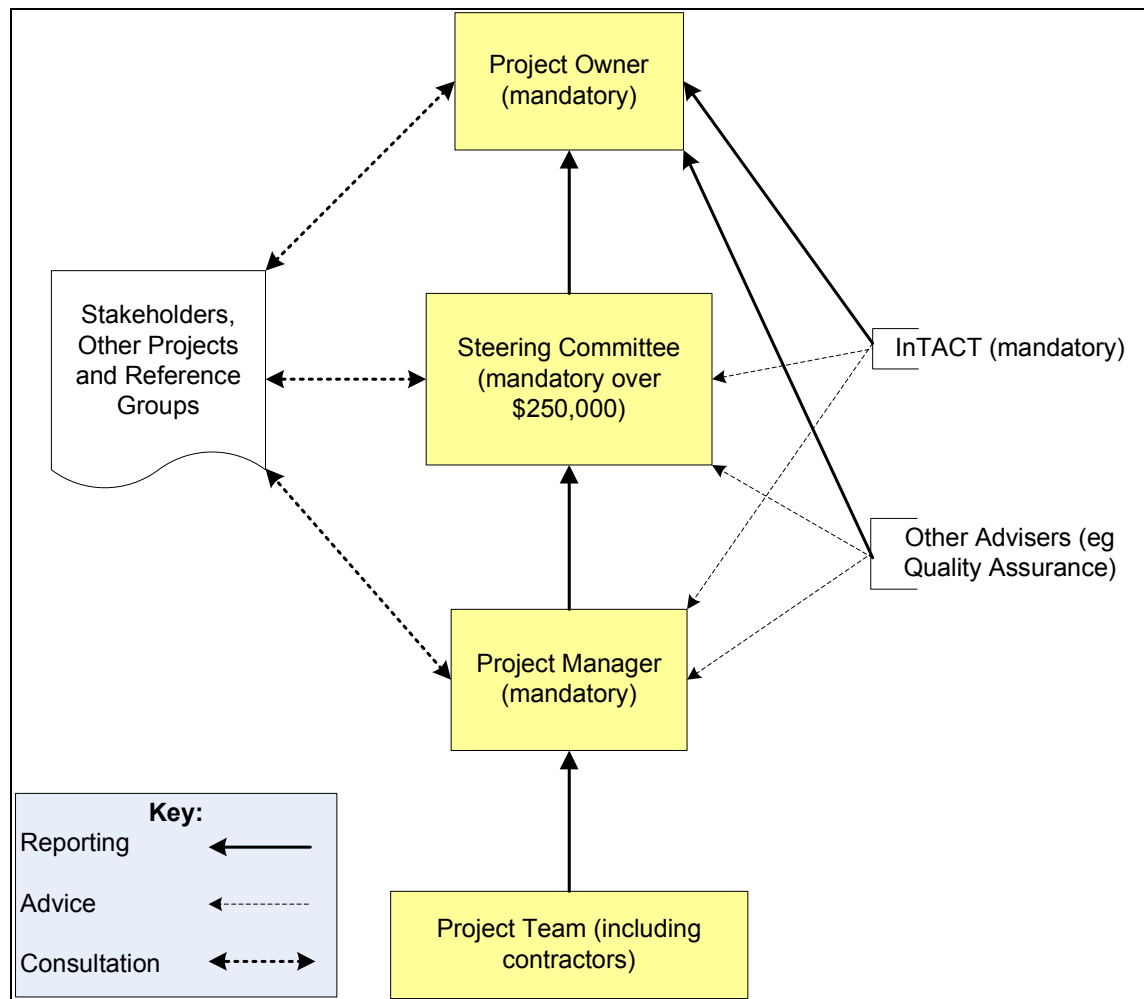 Project Owner
(mandatory)
Stakeholders,
Other Projects
and Reference
Groups
Steering Committee
(mandatory over
$250,000)
InTACT (mandatory)
Other Advisers (eg
Quality Assurance)
Project Manager
(mandatory)
Key:
Reporting
Advice
Consultation
Project Team (including
contractors)